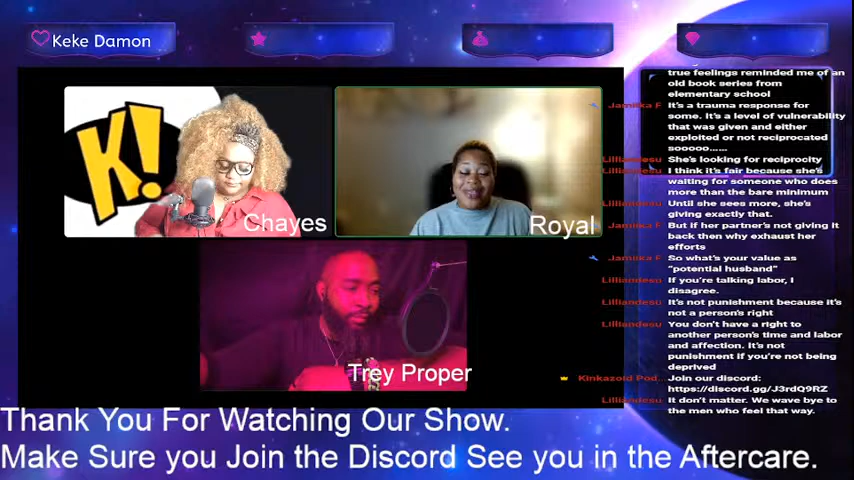 Keke Damon
K!
Chayes
Royal
Trey Proper
true feelings reminded me of an
old book series from
elementary school
Jamiika F
It's a trauma response for
some. It's a level of vulnerability
that was given and either
exploited or not reciprocated
sooooo......
Lilliandesu
She's looking for reciprocity
Lilliandesu
I think it's fair because she's
waiting for someone who does
more than the bare minimum
Lilliandesu
Until she sees more, she's
giving exactly that.
Jamiika F
But if her partner's not giving it
back then why exhaust her
efforts
Jamiika F
So what's your value as
"potential husband"
Lilliandesu
If you're talking labor, I
disagree.
Lilliandesu
It's not punishment because it's
not a person's right
Lilliandesu
You don't have a right to
another person's time and labor
and affection. It's not
punishment if you're not being
deprived
Kinkazoid Pod...
Join our discord:
https://discord.gg/J3rdQ9RZ
Lilliandesu
It don't matter. We wave bye to
the men who feel that way.
Thank You For Watching Our Show.
Make Sure you Join the Discord See you in the Aftercare.